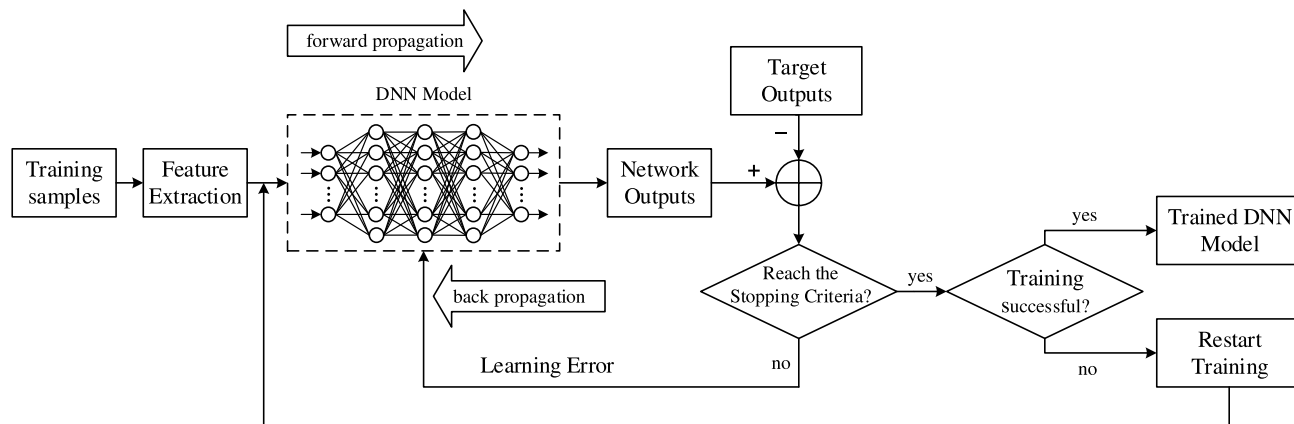 forward propagation
DNN Model
Training
samples
Feature
Extraction
Network
Outputs
Target
Outputs
−
+
Reach the
Stopping Criteria?
yes
no
Training
successful?
yes
no
Trained DNN
Model
Restart
Training
back propagation
Learning Error